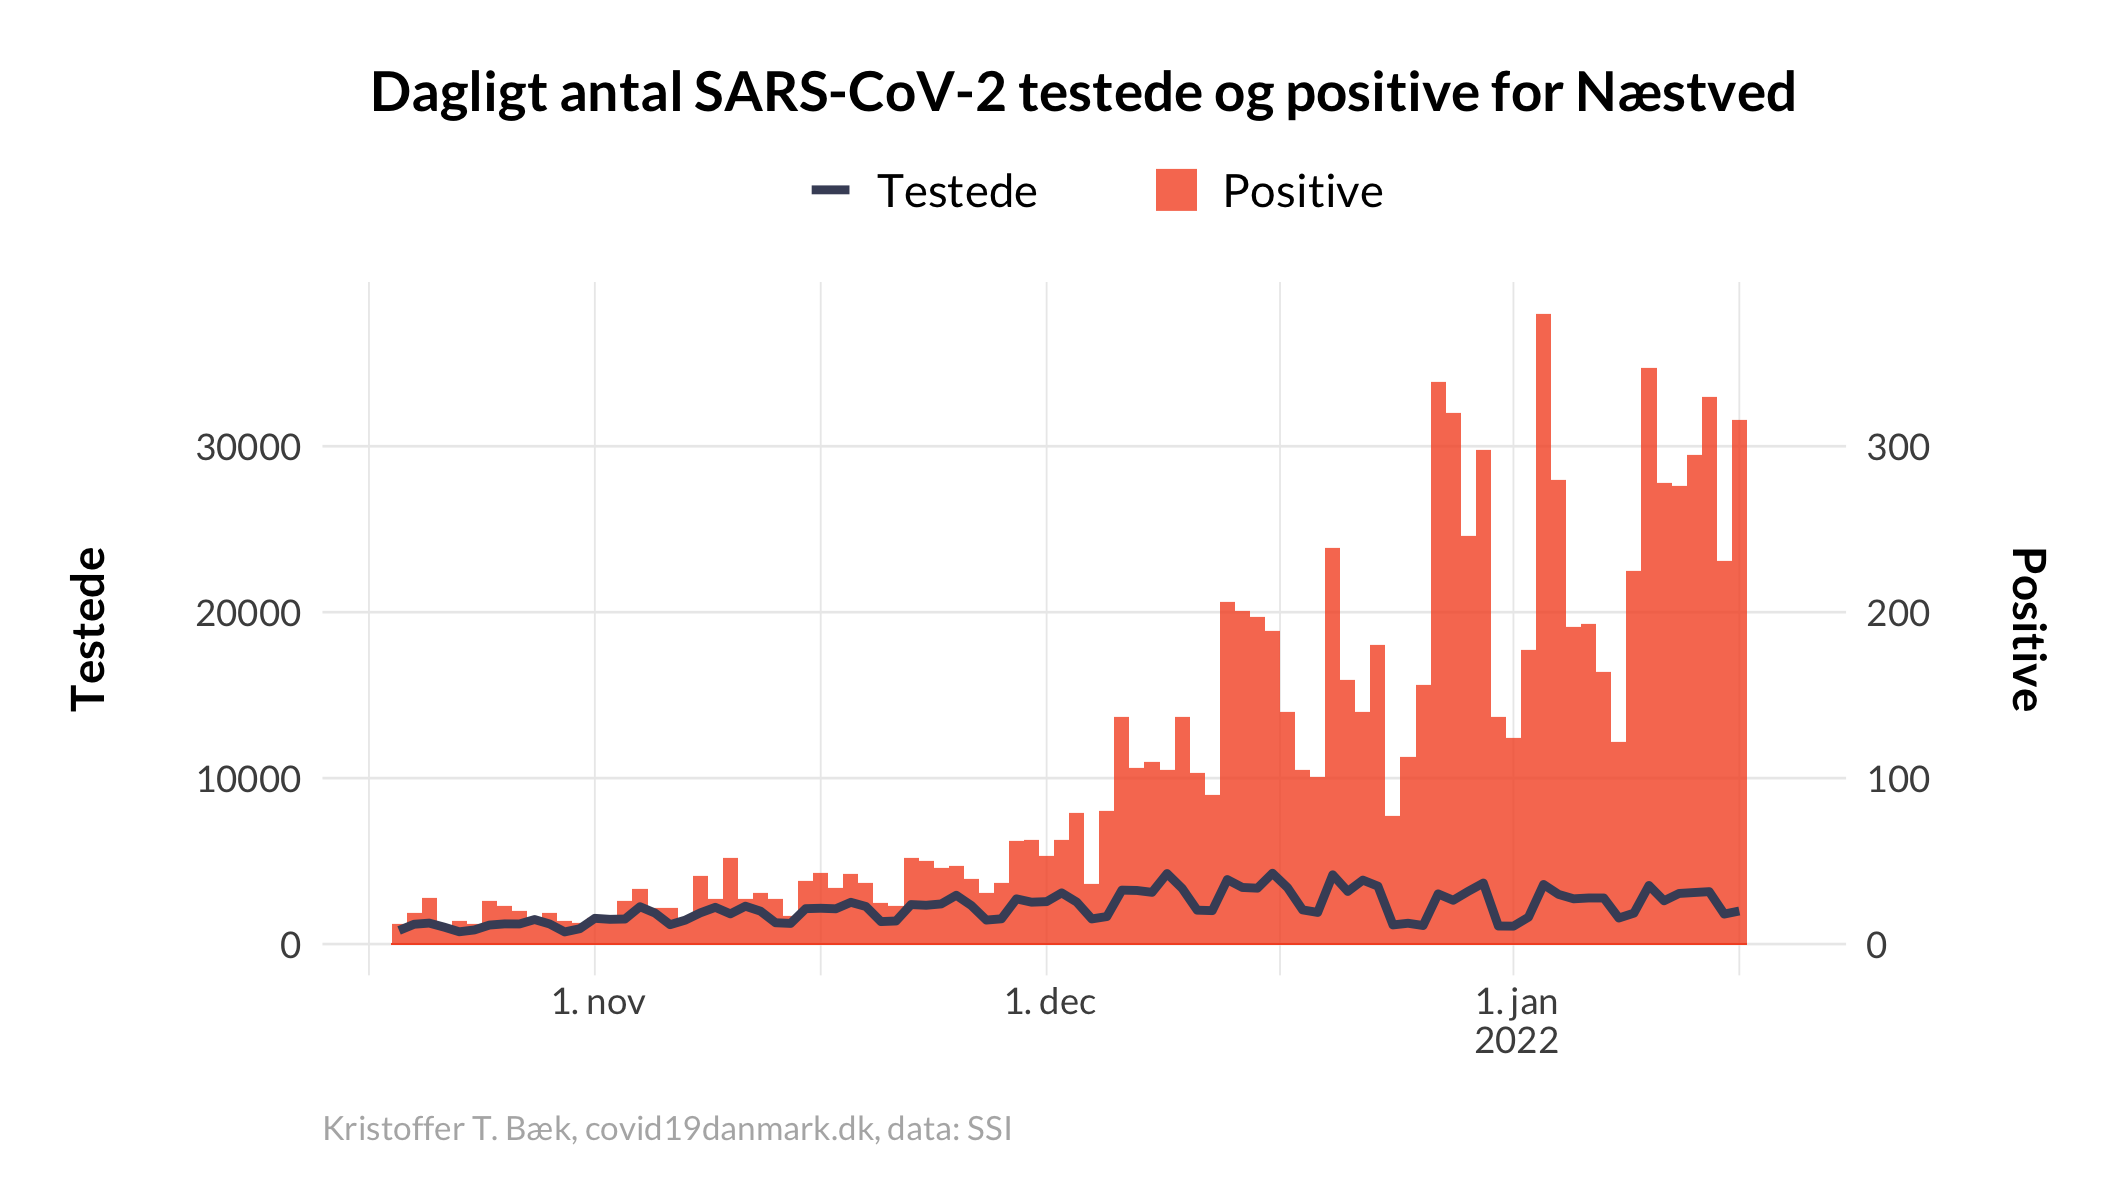 Dagligt antal SARS-CoV-2 testede og positive for Næstved
Testede
Positive
Testede
30000
20000
10000
0
300
200
100
0
Positive
1. nov
1. dec
1. jan
2022
Kristoffer T. Bæk, covid19danmark.dk, data: SSI